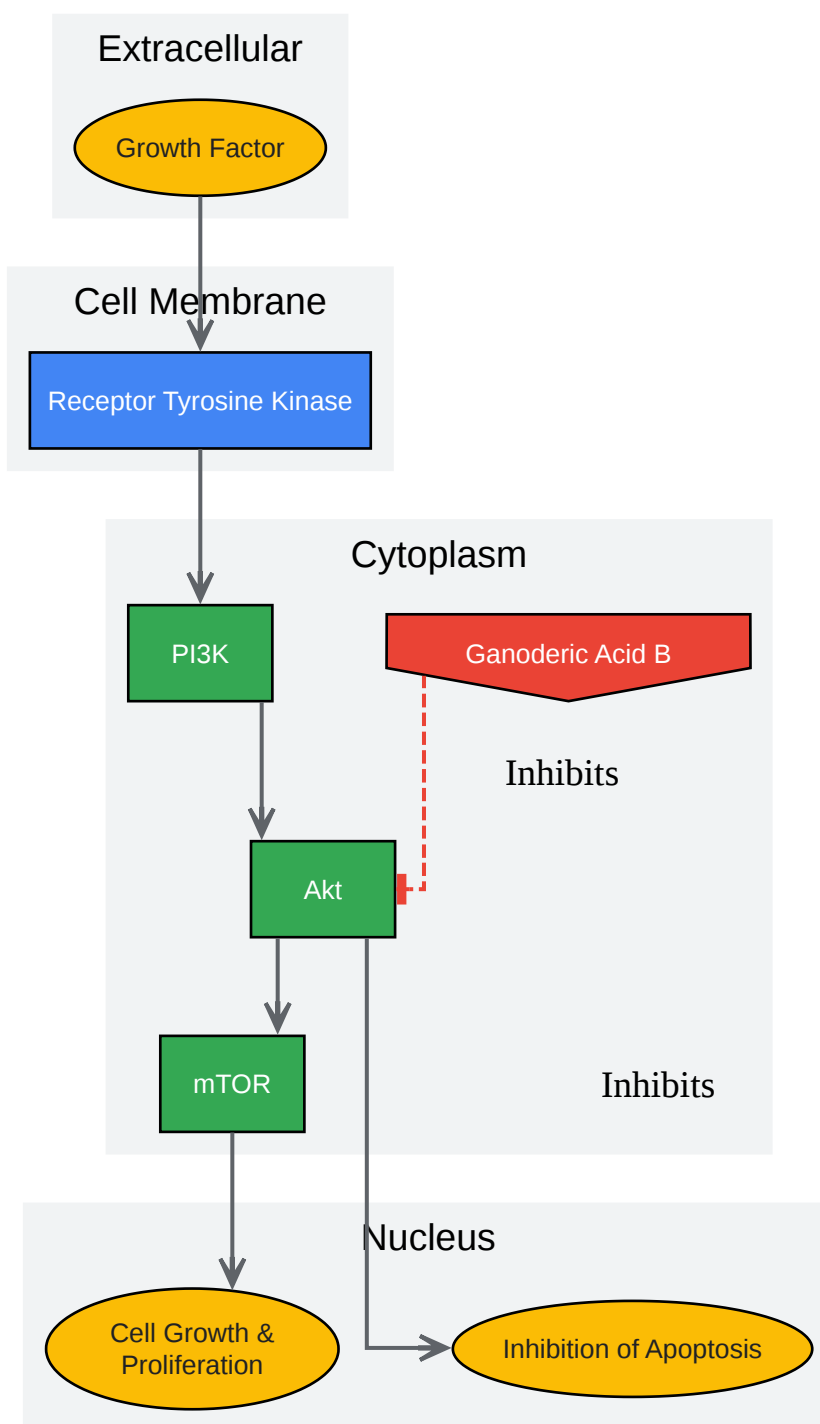 Extracellular
Growth Factor
Cell Membrane
Receptor Tyrosine Kinase
Cytoplasm
PI3K
Ganoderic Acid B
Inhibits
Akt
mTOR
Inhibits
Nucleus
Cell Growth &
Proliferation
Inhibition of Apoptosis